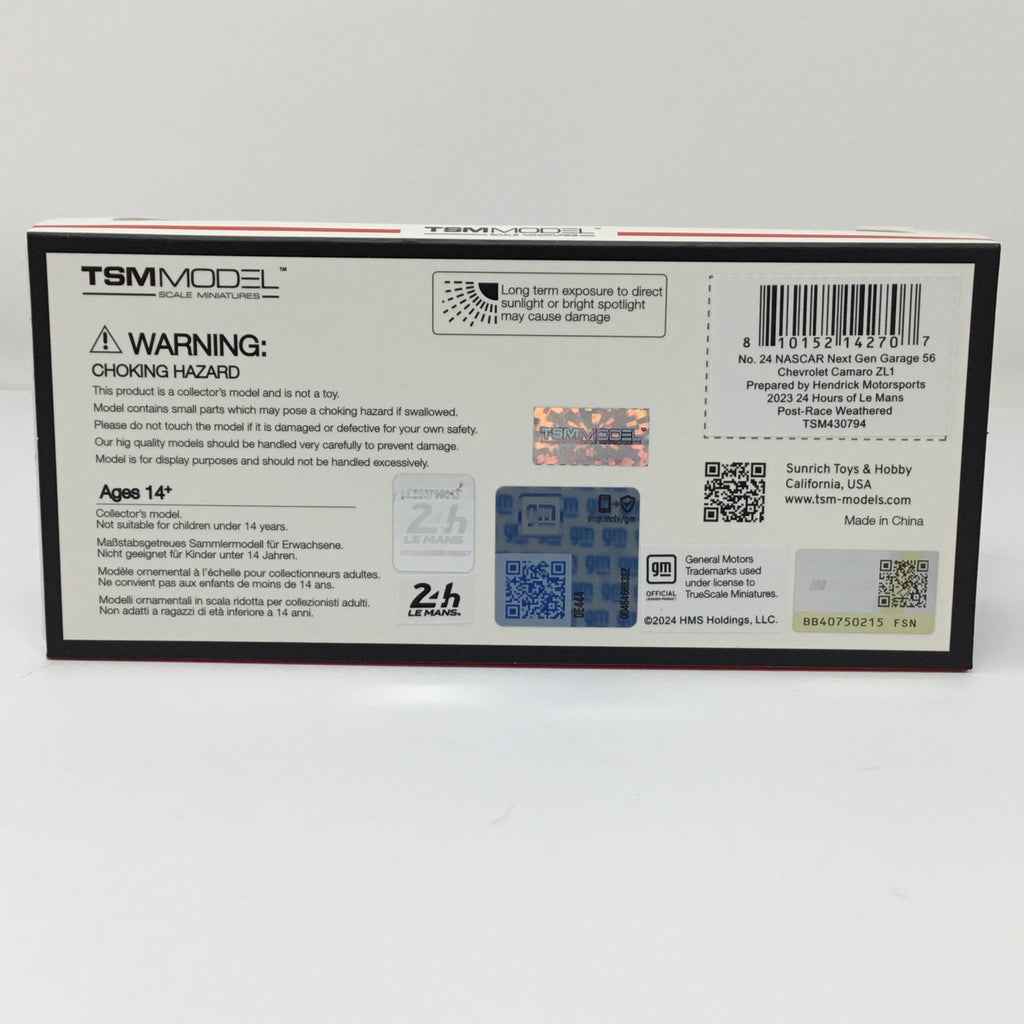 TSMMODEL
SCALE MINIATURES
TSMMODEL™
SCALE MINIATURES
Long term exposure to direct
sunlight or bright spotlight
may cause damage
WARNING:
CHOKING HAZARD
This product is a collector's model and is not a toy.
Model contains small parts which may pose a choking hazard if swallowed.
Please do not touch the model if it is damaged or defective for your own safety.
Our hig quality models should be handled very carefully to prevent damage.
Model is for display purposes and should not be handled excessively.
Ages 14+
Collector's model.
Not suitable for children under 14 years.
Maßstabsgetreues Sammlermodell für Erwachsene.
Nicht geeignet für Kinder unter 14 Jahren.
Modèle ornemental à l'échelle pour collectionneurs adultes.
Ne convient pas aux enfants de moins de 14 ans.
Modelli ornamentali in scala ridotta per collezionisti adulti.
Non adatti a ragazzi di età inferiore a 14 anni.
24h
LE MANS
24h
LE MANS
TSMMODEL
gm
vmp.mobi/gm
0E444
8 10152 14270 7
No. 24 NASCAR Next Gen Garage 56
Chevrolet Camaro ZL1
Prepared by Hendrick Motorsports
2023 24 Hours of Le Mans
Post-Race Weathered
TSM430794
Sunrich Toys & Hobby
California, USA
www.tsm-models.com
Made in China
gm
OFFICIAL
LICENSED PRODUCT
General Motors
Trademarks used
under license to
TrueScale Miniatures.
©2024 HMS Holdings, LLC.
BB40750215 FSN